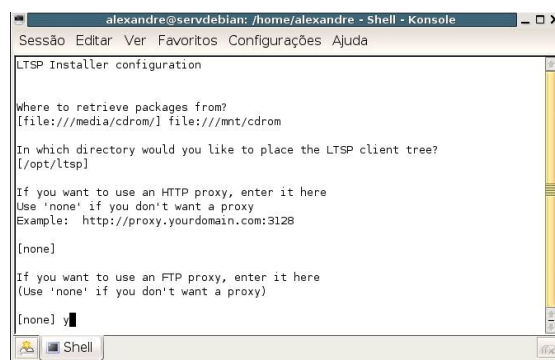 alexandre@servdebian: /home/alexandre - Shell - Konsole
Sessão Editar Ver Favoritos Configurações Ajuda
LTSP Installer configuration
Where to retrieve packages from?
[file:///media/cdrom/] file:///mnt/cdrom
In which directory would you like to place the LTSP client tree?
[/opt/ltsp]
If you want to use an HTTP proxy, enter it here
Use 'none' if you don't want a proxy
Example:  http://proxy.yourdomain.com:3128
[none]
If you want to use an FTP proxy, enter it here
(Use 'none' if you don't want a proxy)
[none] y
Shell